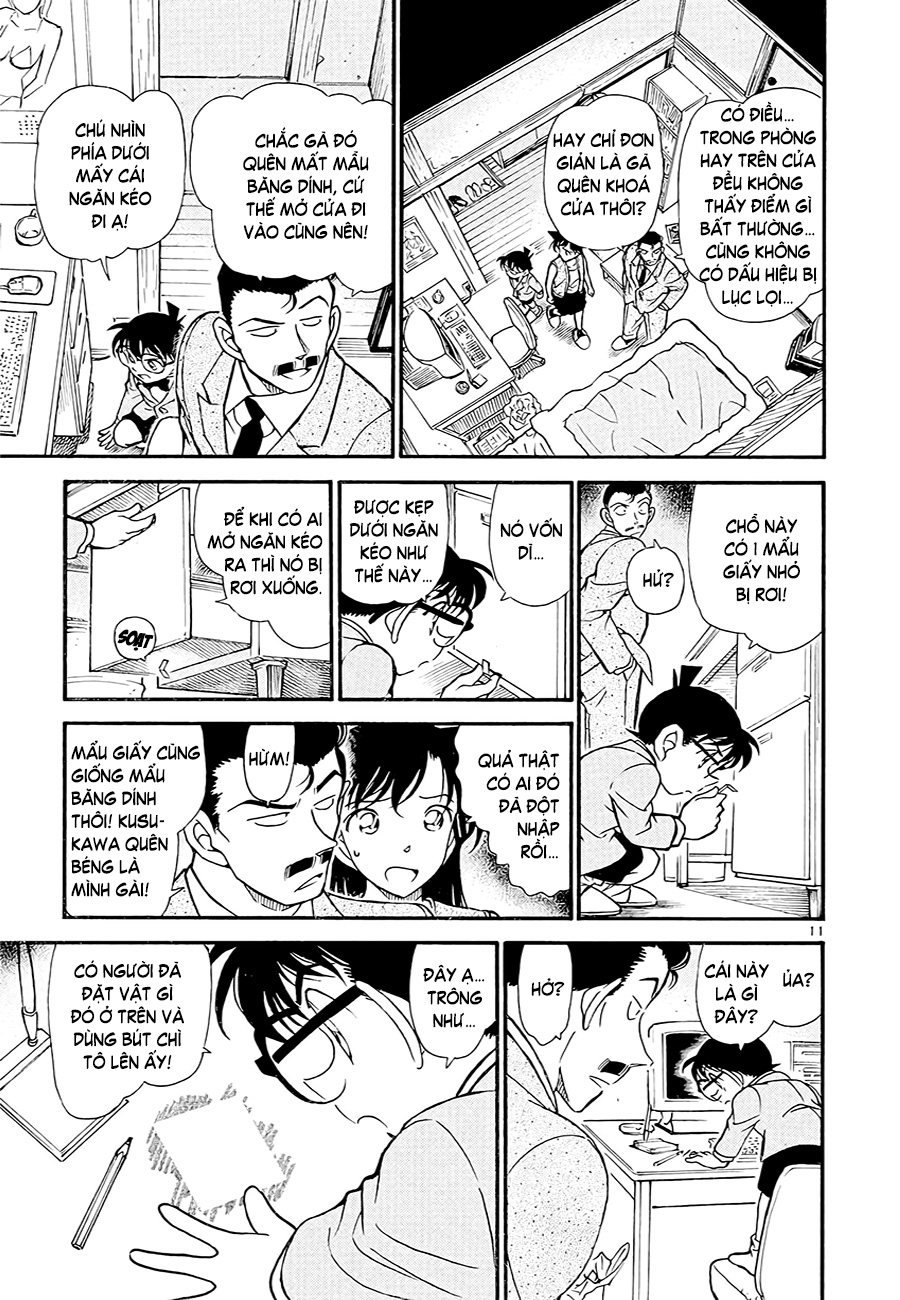 CÓ ĐIỀU...
TRONG PHÒNG
HAY TRÊN CỬA
ĐỀU KHÔNG
THẤY ĐIỂM GÌ
BẤT THƯỜNG...
CŨNG KHÔNG
CÓ DẤU HIỆU BỊ
LỤC LỌI...
HAY CHỈ ĐƠN
GIẢN LÀ GÃ
QUÊN KHOÁ
CỬA THÔI?
CHẮC GÃ ĐÓ
QUÊN MẤT MẨU
BĂNG DÍNH, CỨ
THẾ MỞ CỬA ĐI
VÀO CŨNG NÊN!
CHÚ NHÌN
PHÍA DƯỚI
MẤY CÁI
NGĂN KÉO
ĐI Ạ!
CHỔ NÀY
CÓ 1 MẨU
GIẤY NHỎ
BỊ RƠI!
HỬ?
NÓ VỐN
DĨ...
ĐƯỢC KẸP
DƯỚI NGĂN
KÉO NHƯ
THẾ NÀY...
ĐỂ KHI CÓ AI
MỞ NGĂN KÉO
RA THÌ NÓ BỊ
RƠI XUỐNG.
SOẠT
QUẢ THẬT
CÓ AI ĐÓ
ĐÃ ĐỘT
NHẬP
RỒI...
HỪM!
MẨU GIẤY CŨNG
GIỐNG MẨU
BĂNG DÍNH
THÔI! KUSU-
KAWA QUÊN
BÉNG LÀ
MÌNH GÀI!
11
ỦA?
CÁI NÀY
LÀ GÌ
ĐÂY?
HỞ?
ĐÂY Ạ...
TRÔNG
NHƯ...
CÓ NGƯỜI ĐÃ
ĐẶT VẬT GÌ
ĐÓ Ở TRÊN VÀ
DÙNG BÚT CHÌ
TÔ LÊN ẤY!